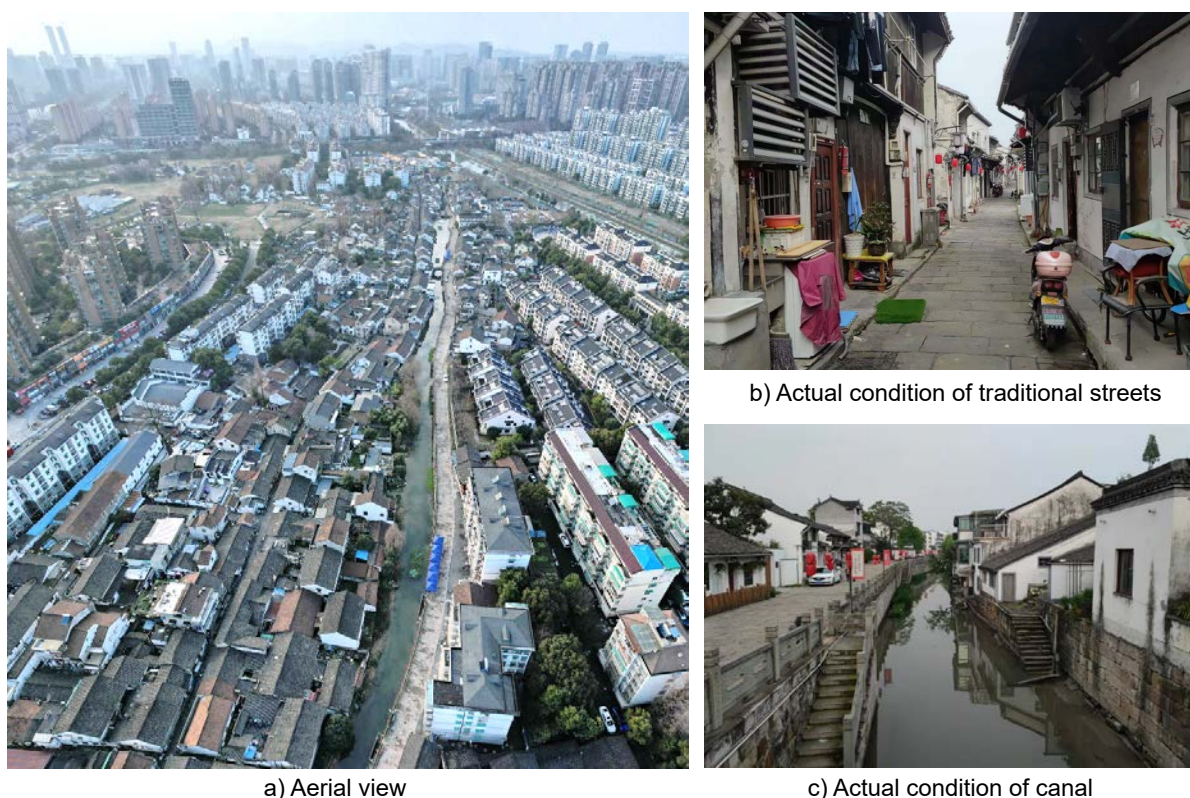 a) Aerial view
b) Actual condition of traditional streets
c) Actual condition of canal